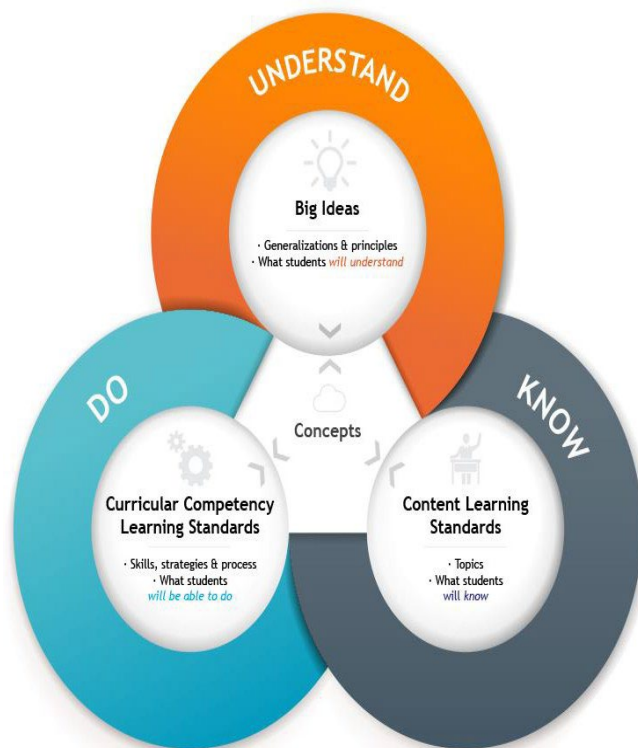 UNDERSTAND
Big Ideas
· Generalizations & principles
· What students will understand
DO
KNOW
Concepts
Curricular Competency
Learning Standards
· Skills, strategies & process
· What students
will be able to do
Content Learning
Standards
· Topics
· What students
will know